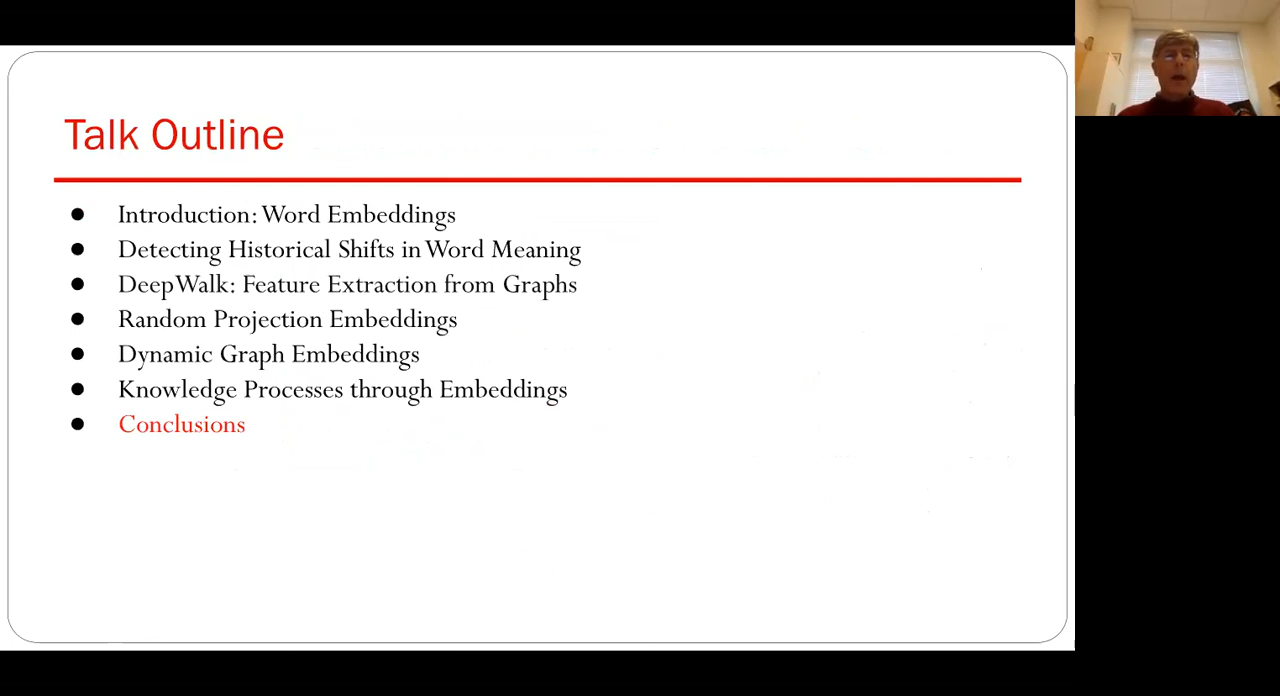 Talk Outline
● Introduction: Word Embeddings
● Detecting Historical Shifts in Word Meaning
● DeepWalk: Feature Extraction from Graphs
● Random Projection Embeddings
● Dynamic Graph Embeddings
● Knowledge Processes through Embeddings
● Conclusions